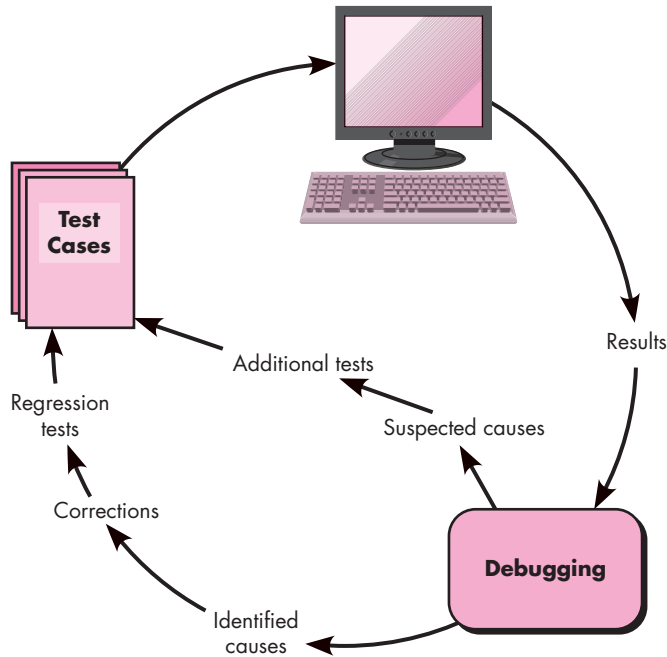 Test
Cases
Results
Additional tests
Suspected causes
Regression
tests
Corrections
Debugging
Identified
causes